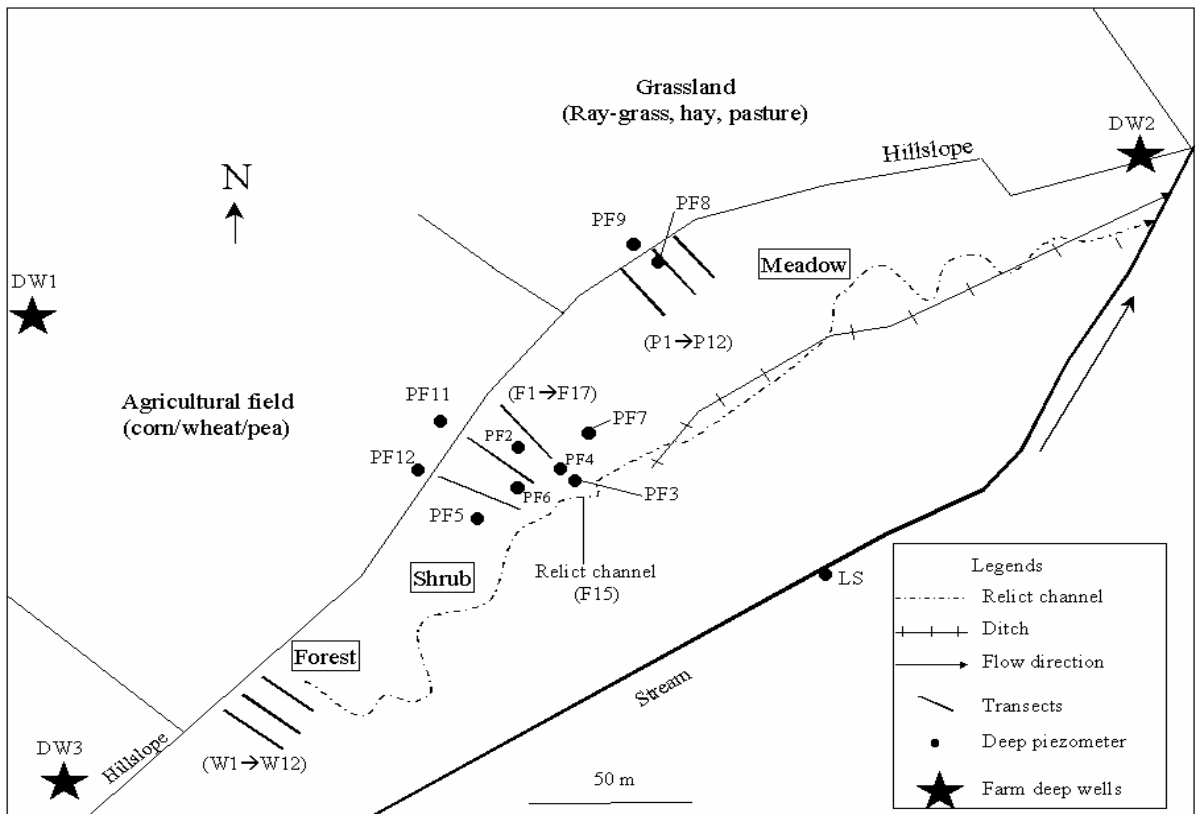 Grassland
(Ray-grass, hay, pasture)
DW2
Hillslope
N
PF9
PF8
Meadow
DW1
(P1→P12)
Agricultural field
(corn/wheat/pea)
PF11
(F1→F17)
PF7
PF2
PF12
PF4
PF6
PF3
PF5
Shrub
Relict channel
(F15)
LS
Forest
Stream
Hillslope
DW3
(W1→W12)
50 m
Legends
Relict channel
Ditch
Flow direction
Transects
Deep piezometer
Farm deep wells